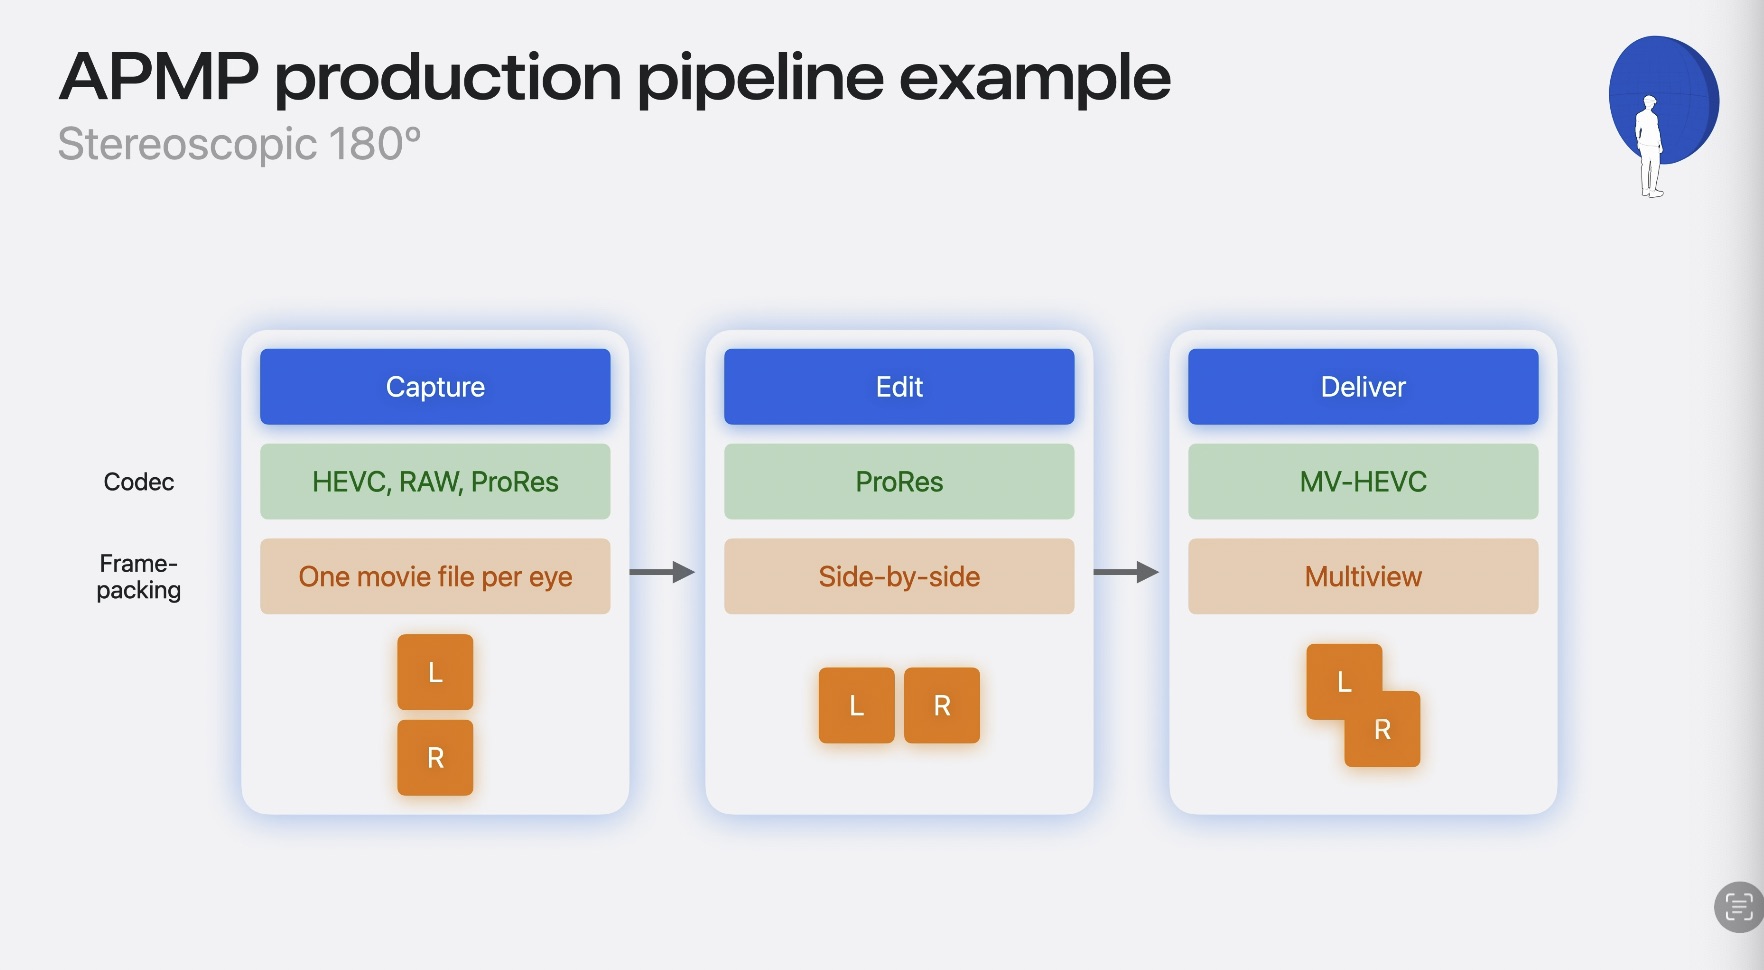 APMP production pipeline example
Stereoscopic 180º
Capture
Edit
Deliver
Codec
HEVC, RAW, ProRes
ProRes
MV-HEVC
Frame-
packing
One movie file per eye
Side-by-side
Multiview
L
R
L R
L
R